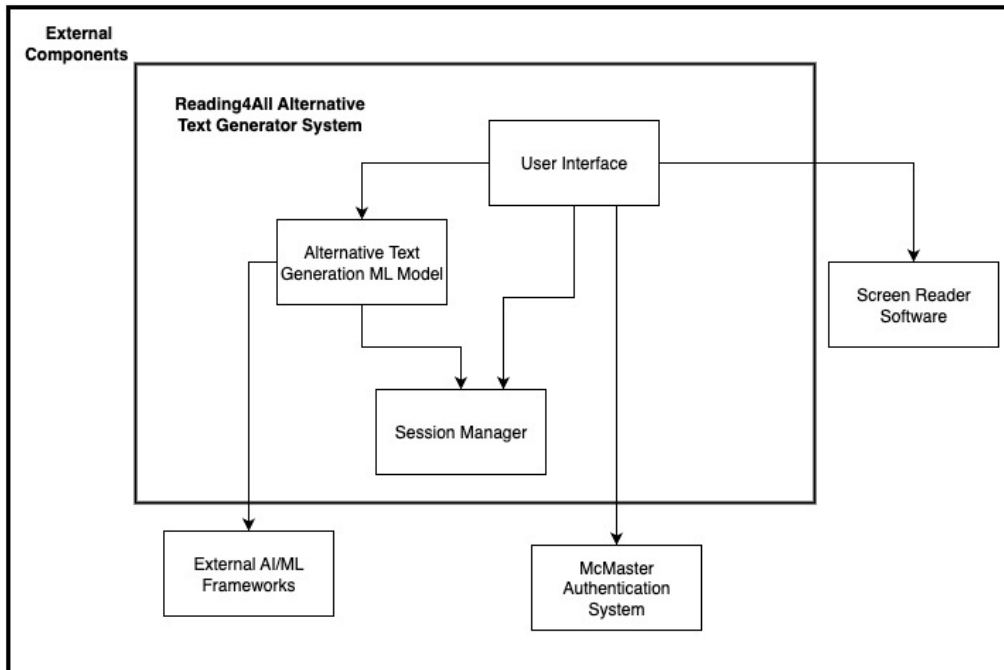 External
Components
Reading4All Alternative
Text Generator System
User Interface
Alternative Text
Generation ML Model
Screen Reader
Software
Session Manager
External AI/ML
Frameworks
McMaster
Authentication
System